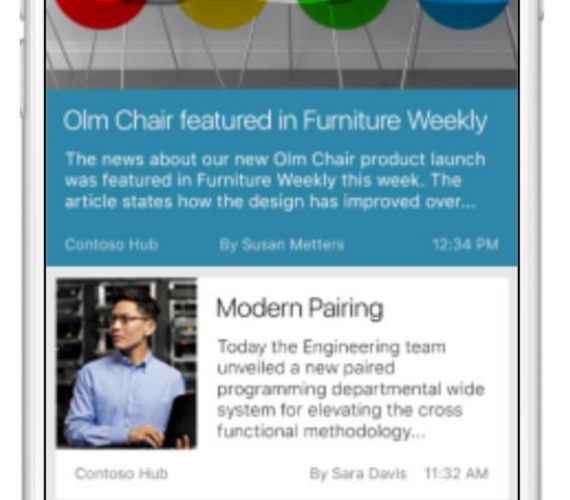 Olm Chair featured in Furniture Weekly
The news about our new Olm Chair product launch
was featured in Furniture Weekly this week. The
article states how the design has improved over...
Contoso Hub By Susan Metters 12:34 PM
Modern Pairing
Today the Engineering team
unveiled a new paired
programming departmental wide
system for elevating the cross
functional methodology...
Contoso Hub By Sara Davis 11:32 AM